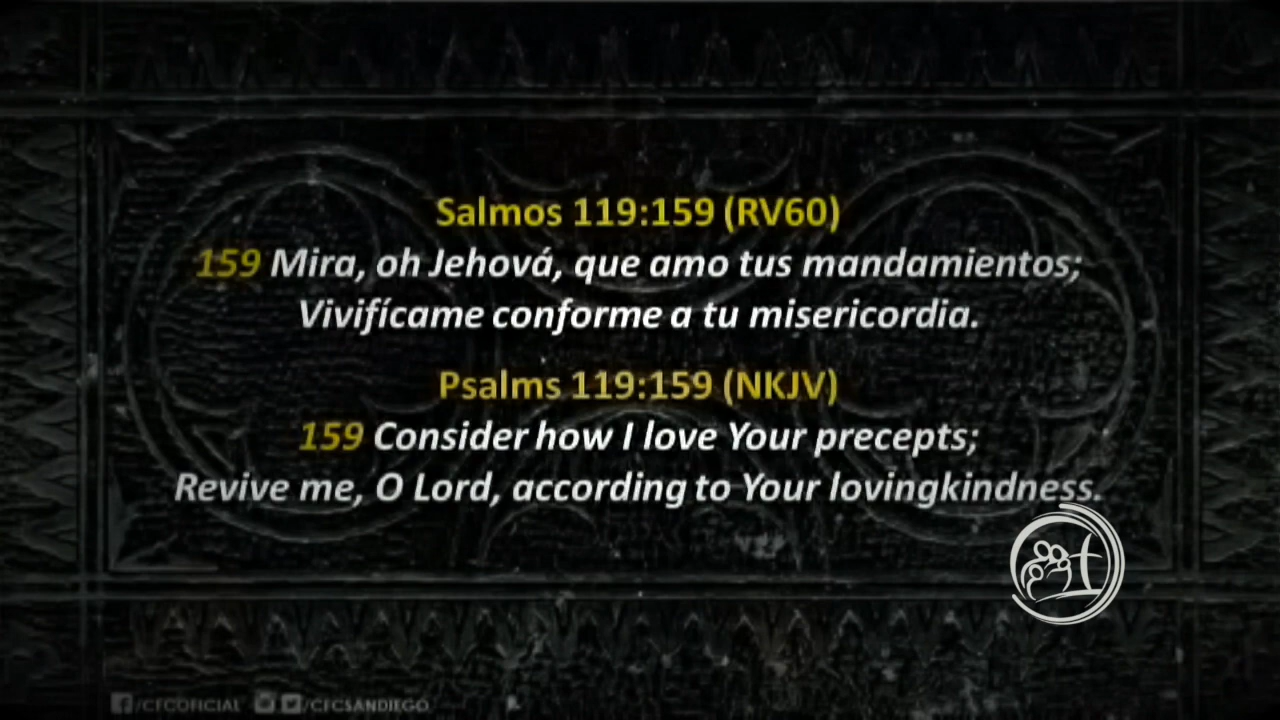 Salmos 119:159 (RV60)
159 Mira, oh Jehová, que amo tus mandamientos;
Vivifícame conforme a tu misericordia.
Psalms 119:159 (NKJV)
159 Consider how I love Your precepts;
Revive me, O Lord, according to Your lovingkindness.
/CFCOFICIAL /CFCSANDIEGO